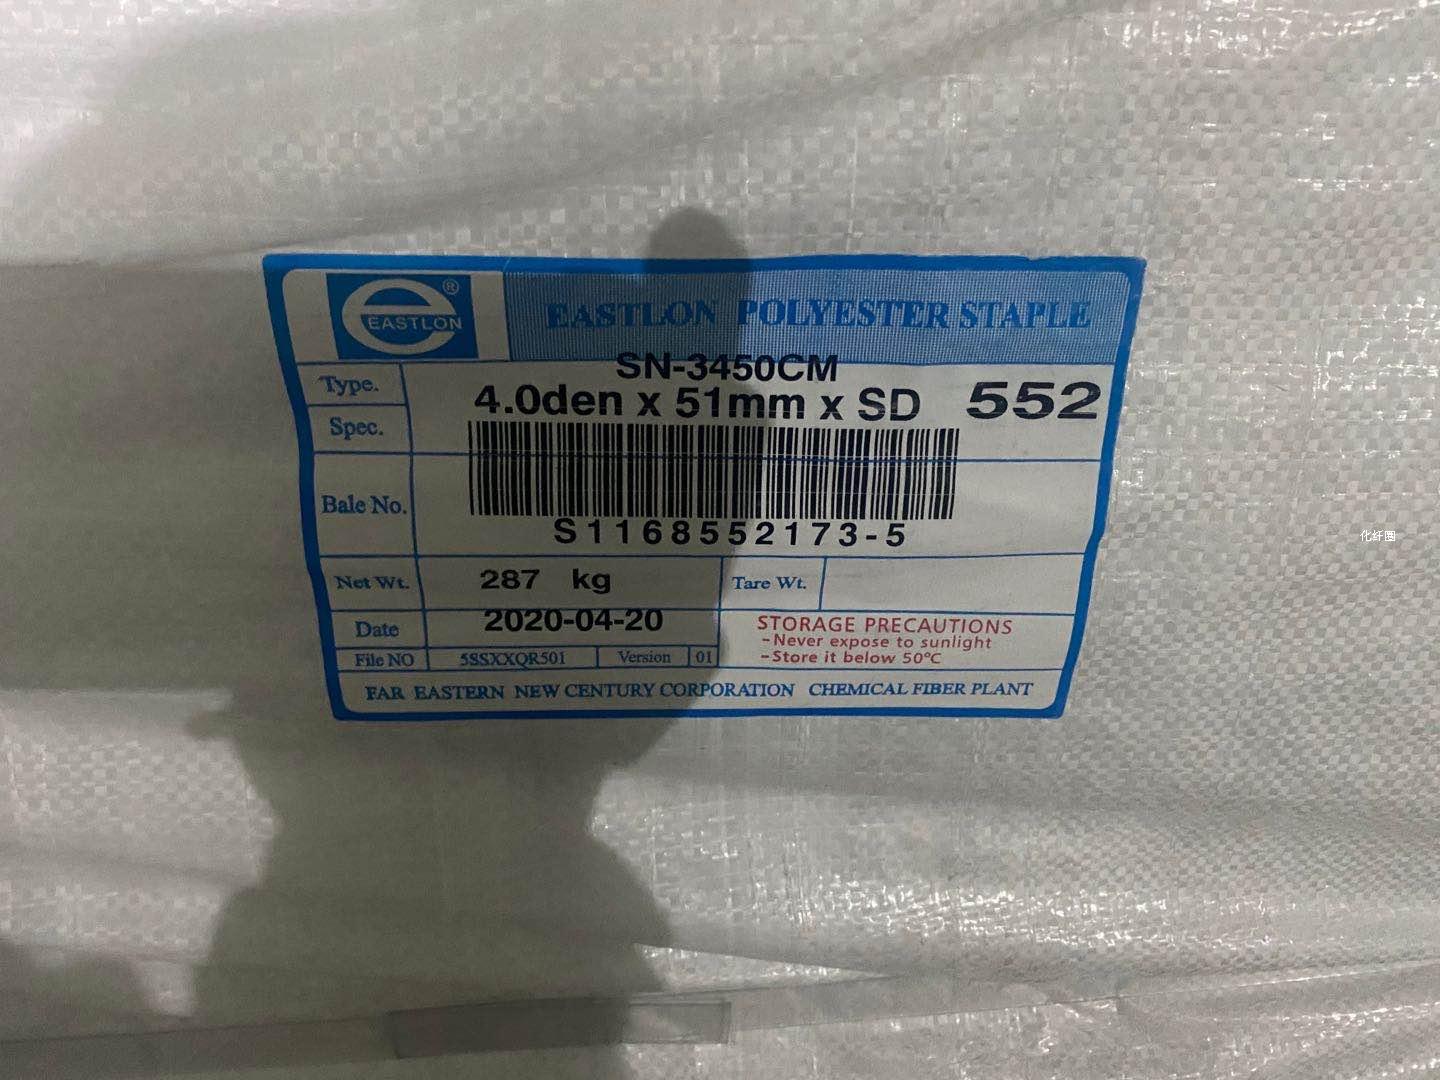 EASTLON ®
EASTLON POLYESTER STAPLE
Type. SN-3450CM
Spec. 4.0den x 51mm x SD 552
Bale No. S1168552173-5
Net Wt. 287 kg Tare Wt.
Date 2020-04-20
STORAGE PRECAUTIONS
-Never expose to sunlight
-Store it below 50°C
File NO 5SSXXQR501 Version 01
FAR EASTERN NEW CENTURY CORPORATION CHEMICAL FIBER PLANT
化纤圈